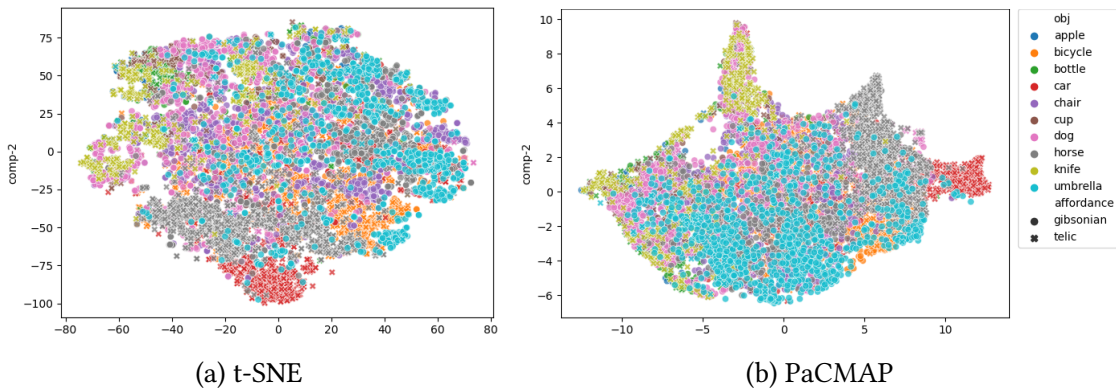 75
50
25
0
−25
−50
−75
−100
comp-2
−80
−60
−40
−20
0
20
40
60
80
(a) t-SNE
10
8
6
4
2
0
−2
−4
−6
comp-2
−10
−5
0
5
10
(b) PaCMAP
obj
apple
bicycle
bottle
car
chair
cup
dog
horse
knife
umbrella
affordance
gibsonian
telic